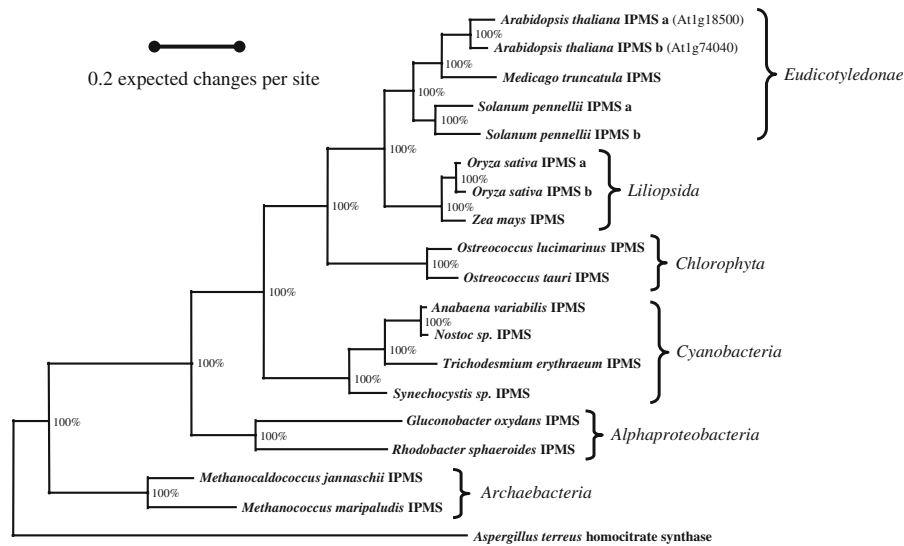 Arabidopsis thaliana IPMS a (At1g18500)
100%
Arabidopsis thaliana IPMS b (At1g74040)
Eudicotyledonae
100%
Medicago truncatula IPMS
0.2 expected changes per site
100%
Solanum pennellii IPMS a
100%
Solanum pennellii IPMS b
100%
Oryza sativa IPMS a
100%
Oryza sativa IPMS b
Liliopsida
100%
100%
Zea mays IPMS
Ostreococcus lucimarinus IPMS
100%
Chlorophyta
Ostreococcus tauri IPMS
100%
Anabaena variabilis IPMS
100%
Nostoc sp. IPMS
100%
Cyanobacteria
100%
Trichodesmium erythraeum IPMS
100%
Synechocystis sp. IPMS
100%
Gluconobacter oxydans IPMS
100%
Alphaproteobacteria
Rhodobacter sphaeroides IPMS
Methanocaldococcus jannaschii IPMS
100%
Archaebacteria
Methanococcus maripaludis IPMS
Aspergillus terreus homocitrate synthase